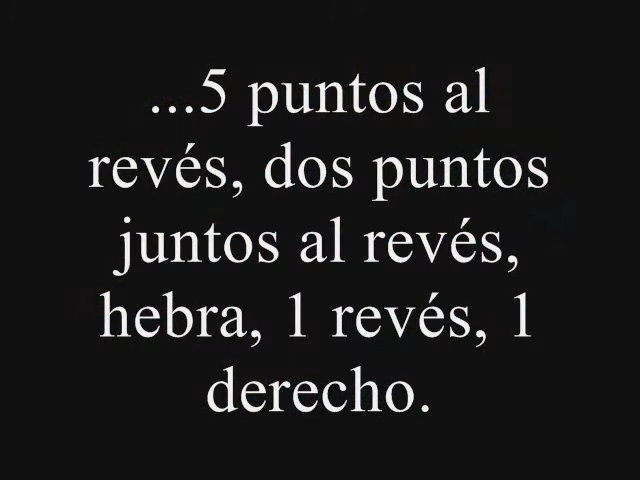 ...5 puntos al
revés, dos puntos
juntos al revés,
hebra, 1 revés, 1
derecho.